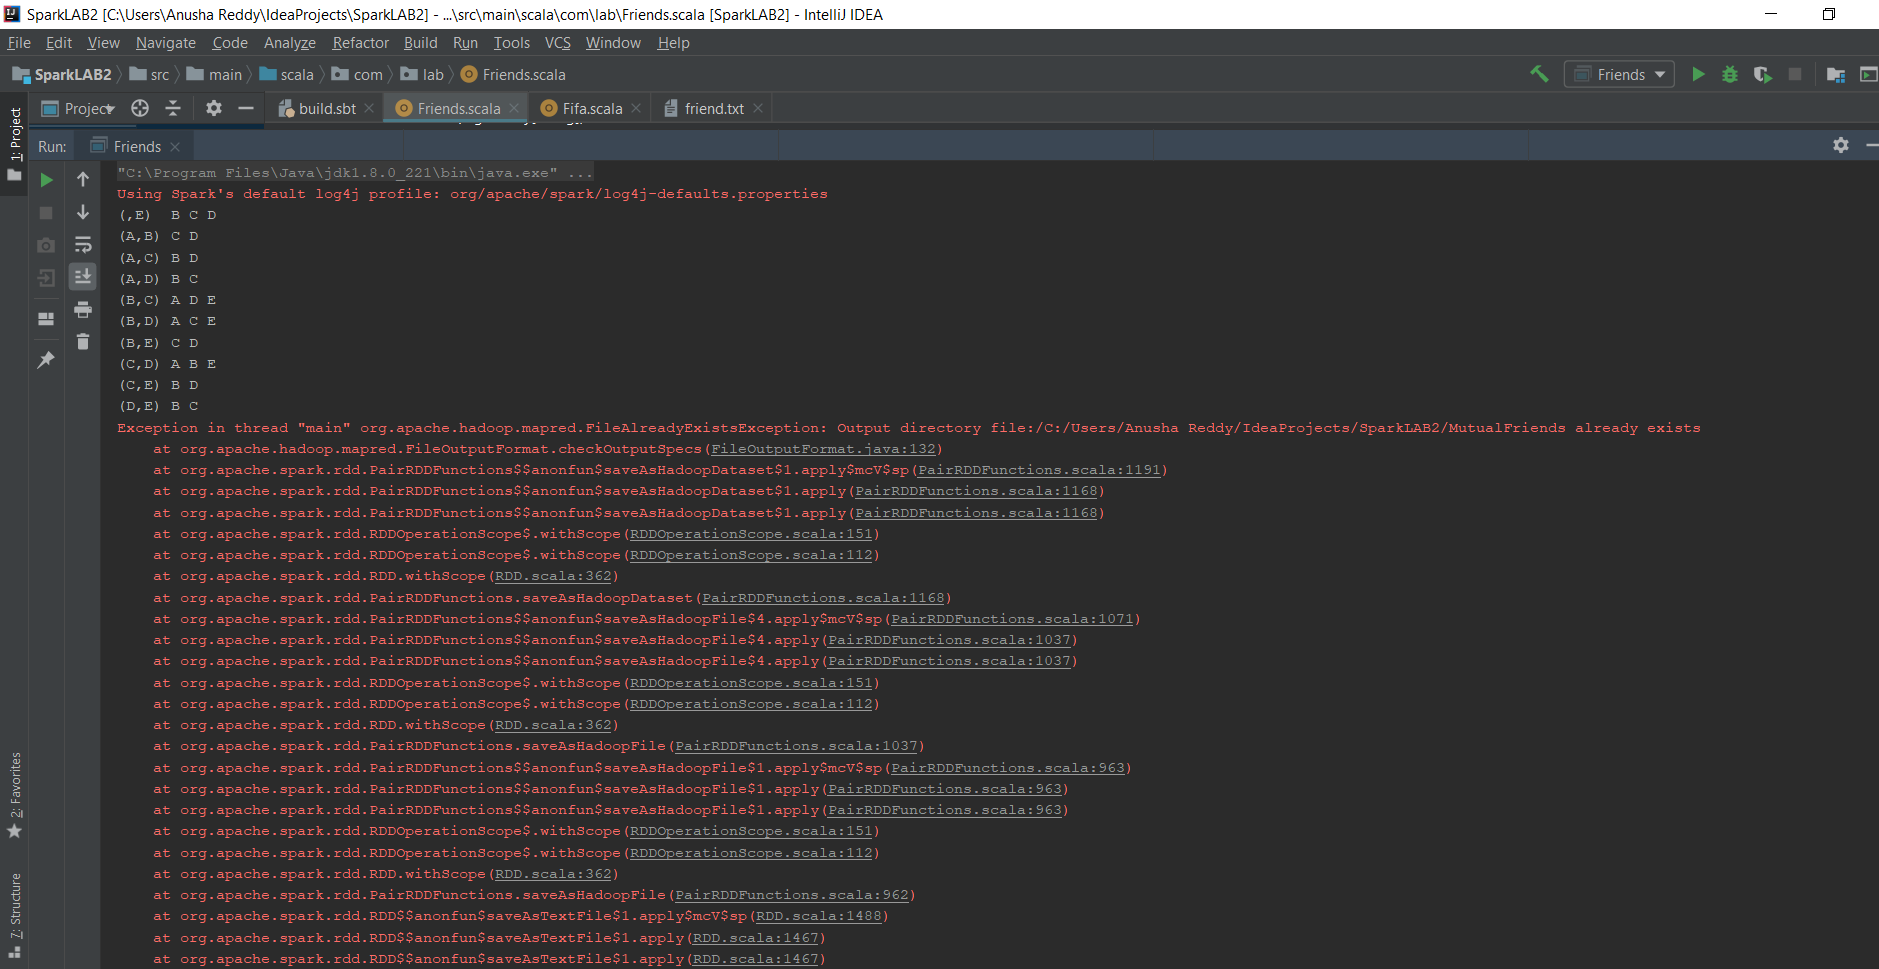 SparkLAB2 [C:\Users\Anusha Reddy\IdeaProjects\SparkLAB2] - ...\src\main\scala\com\lab\Friends.scala [SparkLAB2] - IntelliJ IDEA
File Edit View Navigate Code Analyze Refactor Build Run Tools VCS Window Help
SparkLAB2 src main scala com lab Friends.scala Friends
Project build.sbt Friends.scala Fifa.scala friend.txt
1: Project
Run: Friends
"C:\Program Files\Java\jdk1.8.0_221\bin\java.exe" ...
Using Spark's default log4j profile: org/apache/spark/log4j-defaults.properties
(,E) B C D
(A,B) C D
(A,C) B D
(A,D) B C
(B,C) A D E
(B,D) A C E
(B,E) C D
(C,D) A B E
(C,E) B D
(D,E) B C
Exception in thread "main" org.apache.hadoop.mapred.FileAlreadyExistsException: Output directory file:/C:/Users/Anusha Reddy/IdeaProjects/SparkLAB2/MutualFriends already exists
at org.apache.hadoop.mapred.FileOutputFormat.checkOutputSpecs(FileOutputFormat.java:132)
at org.apache.spark.rdd.PairRDDFunctions$$anonfun$saveAsHadoopDataset$1.apply$mcV$sp(PairRDDFunctions.scala:1191)
at org.apache.spark.rdd.PairRDDFunctions$$anonfun$saveAsHadoopDataset$1.apply(PairRDDFunctions.scala:1168)
at org.apache.spark.rdd.PairRDDFunctions$$anonfun$saveAsHadoopDataset$1.apply(PairRDDFunctions.scala:1168)
at org.apache.spark.rdd.RDDOperationScope$.withScope(RDDOperationScope.scala:151)
at org.apache.spark.rdd.RDDOperationScope$.withScope(RDDOperationScope.scala:112)
at org.apache.spark.rdd.RDD.withScope(RDD.scala:362)
at org.apache.spark.rdd.PairRDDFunctions.saveAsHadoopDataset(PairRDDFunctions.scala:1168)
at org.apache.spark.rdd.PairRDDFunctions$$anonfun$saveAsHadoopFile$4.apply$mcV$sp(PairRDDFunctions.scala:1071)
at org.apache.spark.rdd.PairRDDFunctions$$anonfun$saveAsHadoopFile$4.apply(PairRDDFunctions.scala:1037)
at org.apache.spark.rdd.PairRDDFunctions$$anonfun$saveAsHadoopFile$4.apply(PairRDDFunctions.scala:1037)
at org.apache.spark.rdd.RDDOperationScope$.withScope(RDDOperationScope.scala:151)
at org.apache.spark.rdd.RDDOperationScope$.withScope(RDDOperationScope.scala:112)
at org.apache.spark.rdd.RDD.withScope(RDD.scala:362)
at org.apache.spark.rdd.PairRDDFunctions.saveAsHadoopFile(PairRDDFunctions.scala:1037)
at org.apache.spark.rdd.PairRDDFunctions$$anonfun$saveAsHadoopFile$1.apply$mcV$sp(PairRDDFunctions.scala:963)
at org.apache.spark.rdd.PairRDDFunctions$$anonfun$saveAsHadoopFile$1.apply(PairRDDFunctions.scala:963)
at org.apache.spark.rdd.PairRDDFunctions$$anonfun$saveAsHadoopFile$1.apply(PairRDDFunctions.scala:963)
at org.apache.spark.rdd.RDDOperationScope$.withScope(RDDOperationScope.scala:151)
at org.apache.spark.rdd.RDDOperationScope$.withScope(RDDOperationScope.scala:112)
at org.apache.spark.rdd.RDD.withScope(RDD.scala:362)
at org.apache.spark.rdd.PairRDDFunctions.saveAsHadoopFile(PairRDDFunctions.scala:962)
at org.apache.spark.rdd.RDD$$anonfun$saveAsTextFile$1.apply$mcV$sp(RDD.scala:1488)
at org.apache.spark.rdd.RDD$$anonfun$saveAsTextFile$1.apply(RDD.scala:1467)
at org.apache.spark.rdd.RDD$$anonfun$saveAsTextFile$1.apply(RDD.scala:1467)
2: Favorites
7: Structure